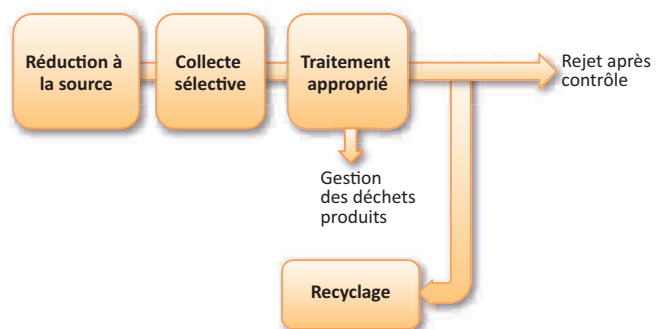 Réduction à
la source
Collecte
sélective
Traitement
approprié
Rejet après
contrôle
Gestion
des déchets
produits
Recyclage